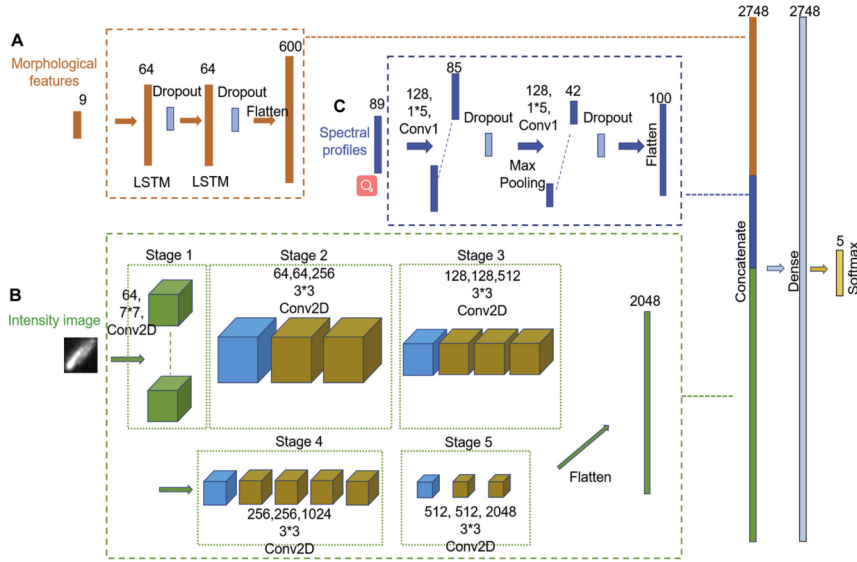 A
Morphological
features
9
64
64
600
Dropout
Dropout
Flatten
LSTM
LSTM
C
Spectral
profiles
89
128,
1*5,
Conv1
85
Dropout
128,
1*5,
Conv1
Max
Pooling
42
Dropout
Flatten
100
B
Intensity image
Stage 1
64,
7*7,
Conv2D
Stage 2
64,64,256
3*3
Conv2D
Stage 3
128,128,512
3*3
Conv2D
Stage 4
256,256,1024
3*3
Conv2D
Stage 5
512, 512, 2048
3*3
Conv2D
Flatten
2048
2748
Concatenate
2748
Dense
5
Softmax